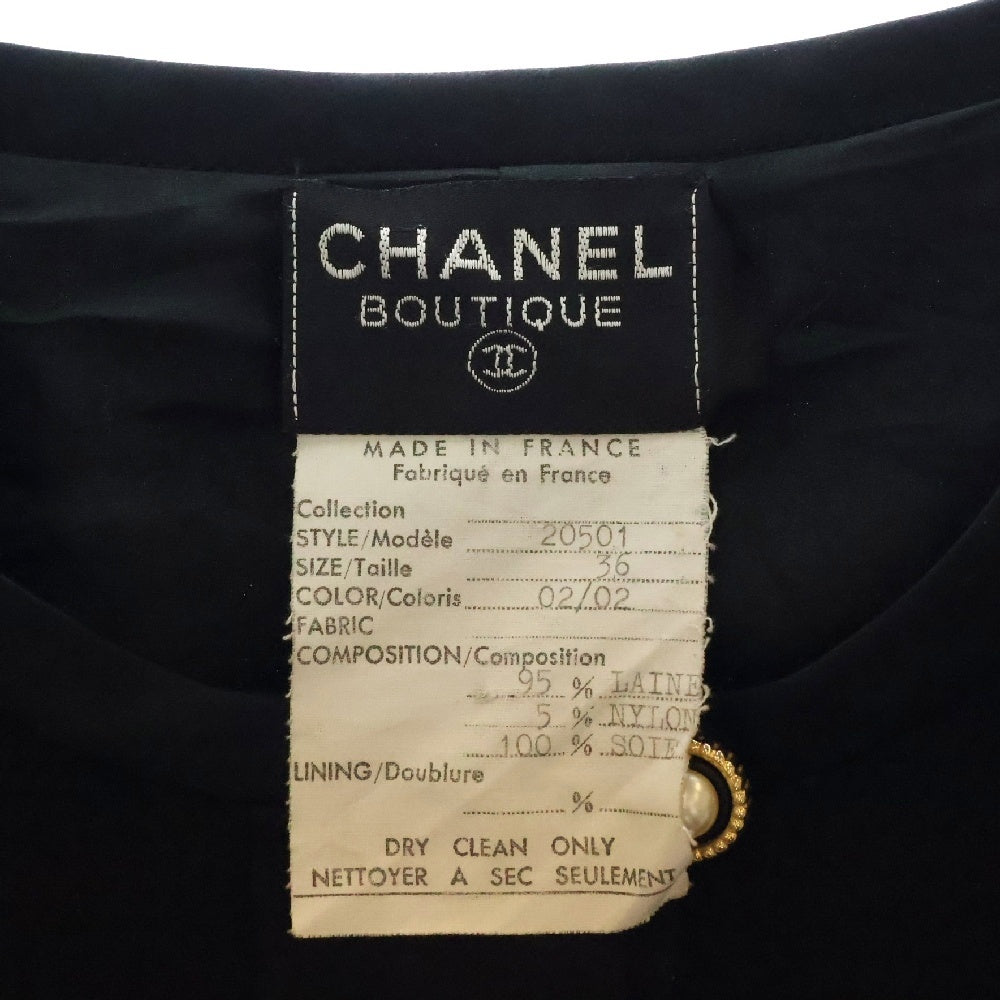 CHANEL
BOUTIQUE
MADE IN FRANCE
Fabriqué en France
Collection
STYLE/Modèle 20501
SIZE/Taille 36
COLOR/Coloris 02/02
FABRIC
COMPOSITION/Composition
95 % LAINE
5 % NYLON
100 % SOIE
LINING/Doublure
%
DRY CLEAN ONLY
NETTOYER A SEC SEULEMENT